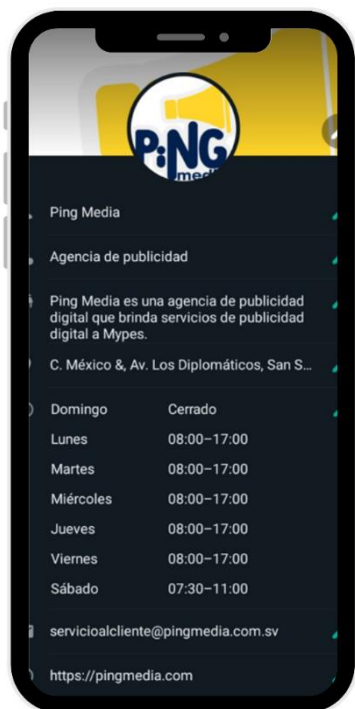 PiNG
media
Ping Media
Agencia de publicidad
Ping Media es una agencia de publicidad
digital que brinda servicios de publicidad
digital a Mypes.
C. México &, Av. Los Diplomáticos, San S...
Domingo Cerrado
Lunes 08:00–17:00
Martes 08:00–17:00
Miércoles 08:00–17:00
Jueves 08:00–17:00
Viernes 08:00–17:00
Sábado 07:30–11:00
servicioalcliente@pingmedia.com.sv
https://pingmedia.com